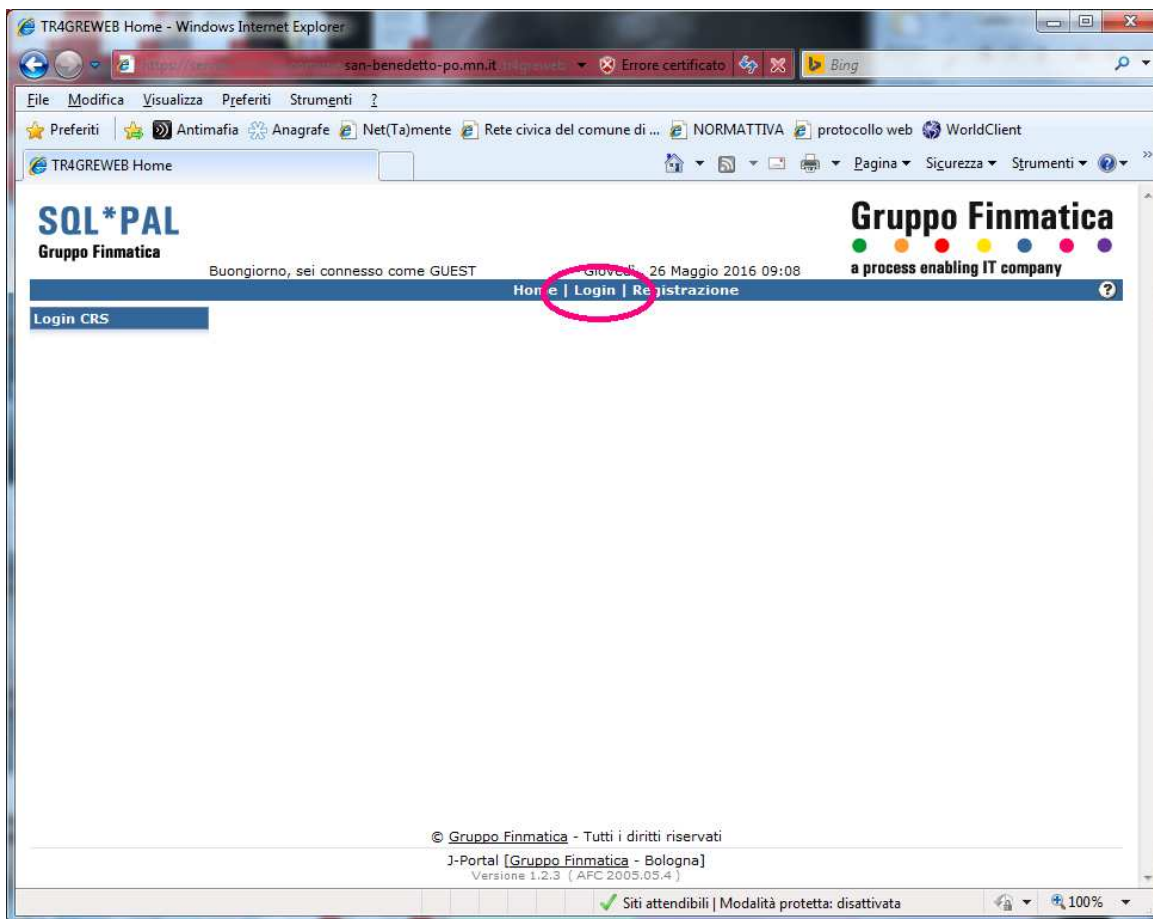 TR4GREWEB Home - Windows Internet Explorer
san-benedetto-po.mn.it
Errore certificato
Bing
File Modifica Visualizza Preferiti Strumenti ?
Preferiti Antimafia Anagrafe Net(Ta)mente Rete civica del comune di ... NORMATTIVA protocollo web WorldClient
TR4GREWEB Home
Pagina Sicurezza Strumenti
SQL*PAL
Gruppo Finmatica
Gruppo Finmatica
a process enabling IT company
Buongiorno, sei connesso come GUEST
Giovedì, 26 Maggio 2016 09:08
Home | Login | Registrazione
Login CRS
© Gruppo Finmatica - Tutti i diritti riservati
J-Portal [Gruppo Finmatica - Bologna]
Versione 1.2.3 ( AFC 2005.05.4 )
Siti attendibili | Modalità protetta: disattivata
100%